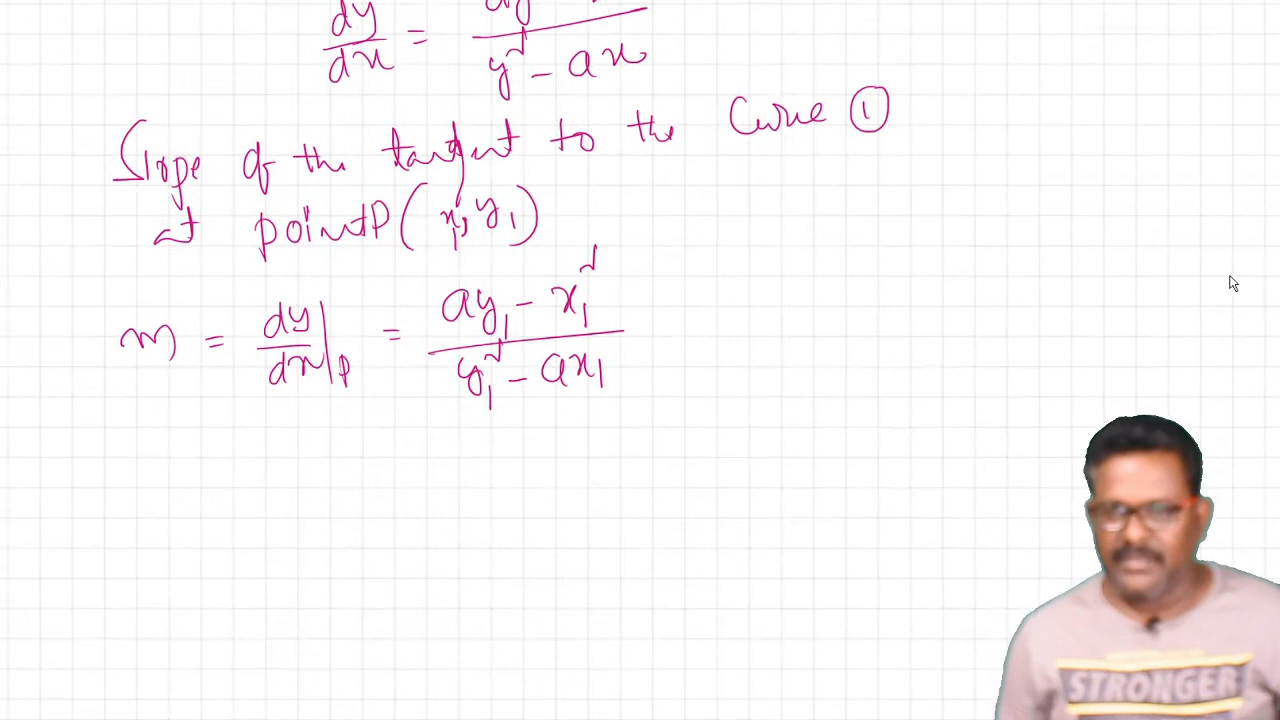 dy/dx = ay / y² - ax
Slope of the tangent to the Curve ①
at point P(x₁, y₁)
m = dy/dx|P = ay₁ - x₁² / y₁² - ax₁
STRONGER